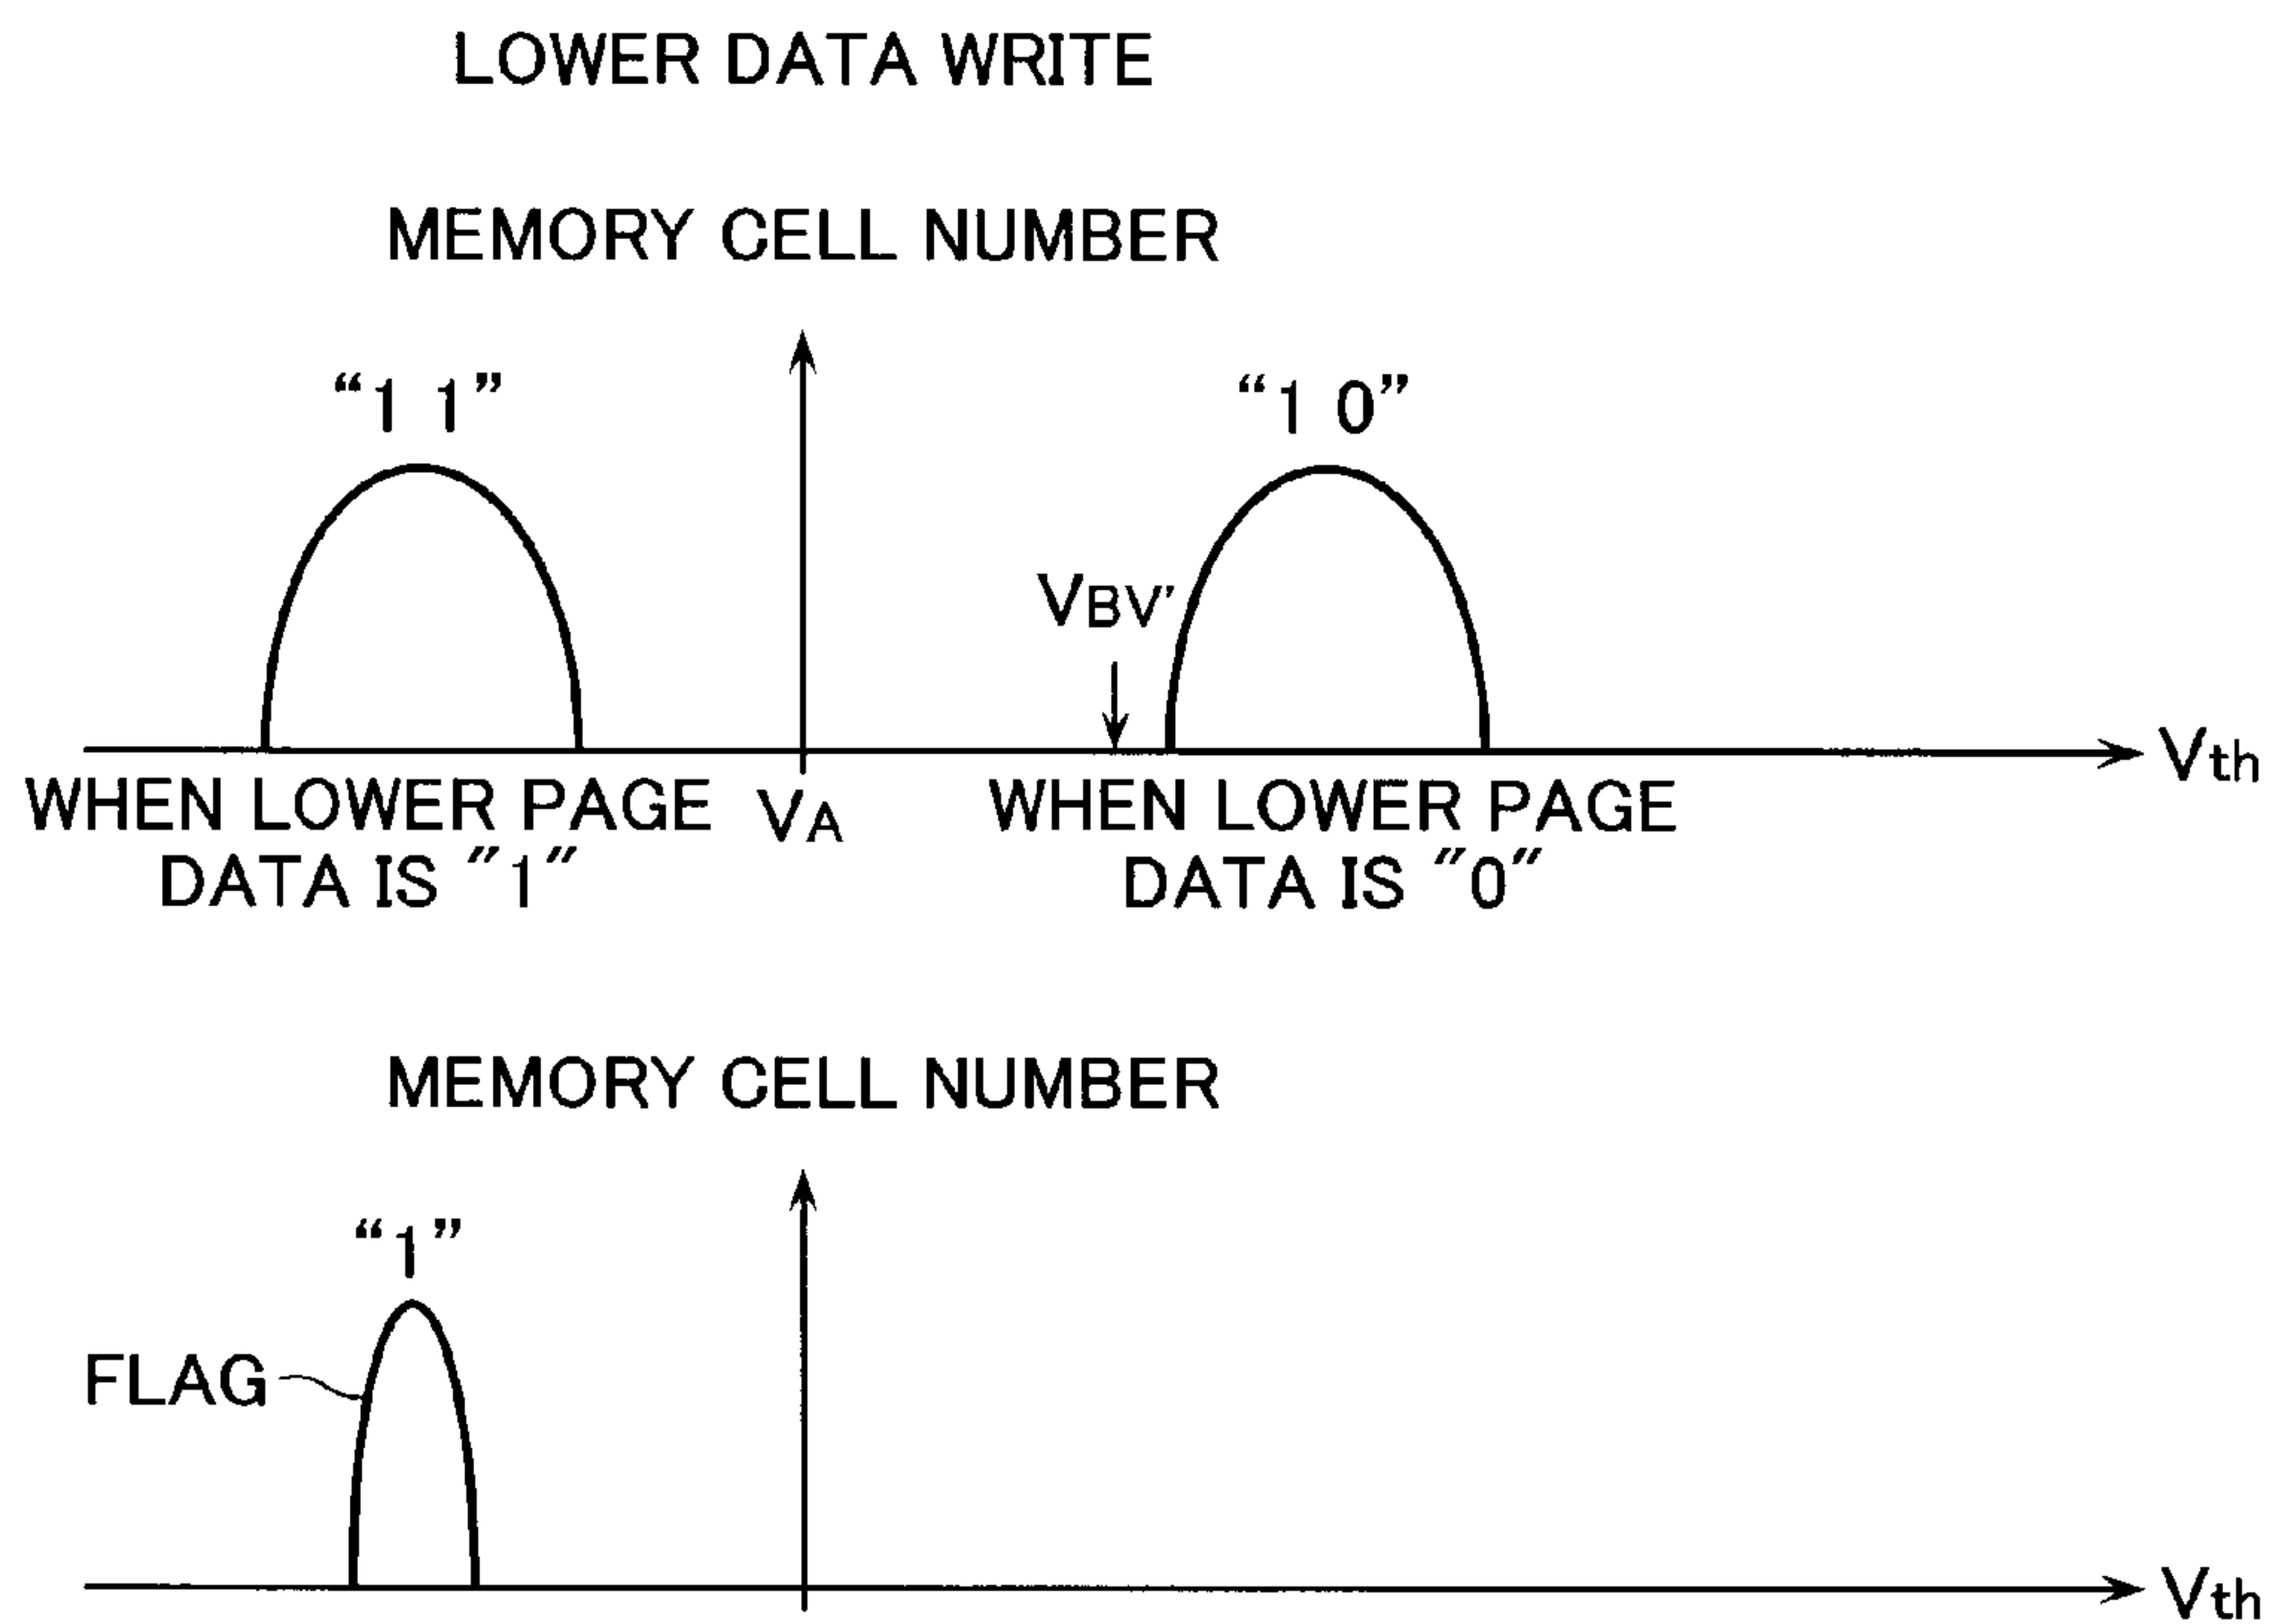 LOWER DATA WRITE
MEMORY CELL NUMBER
“1 1”
“1 0”
VBV’
Vth
WHEN LOWER PAGE
DATA IS ″1″
VA
WHEN LOWER PAGE
DATA IS ″0″
MEMORY CELL NUMBER
“1”
FLAG
Vth